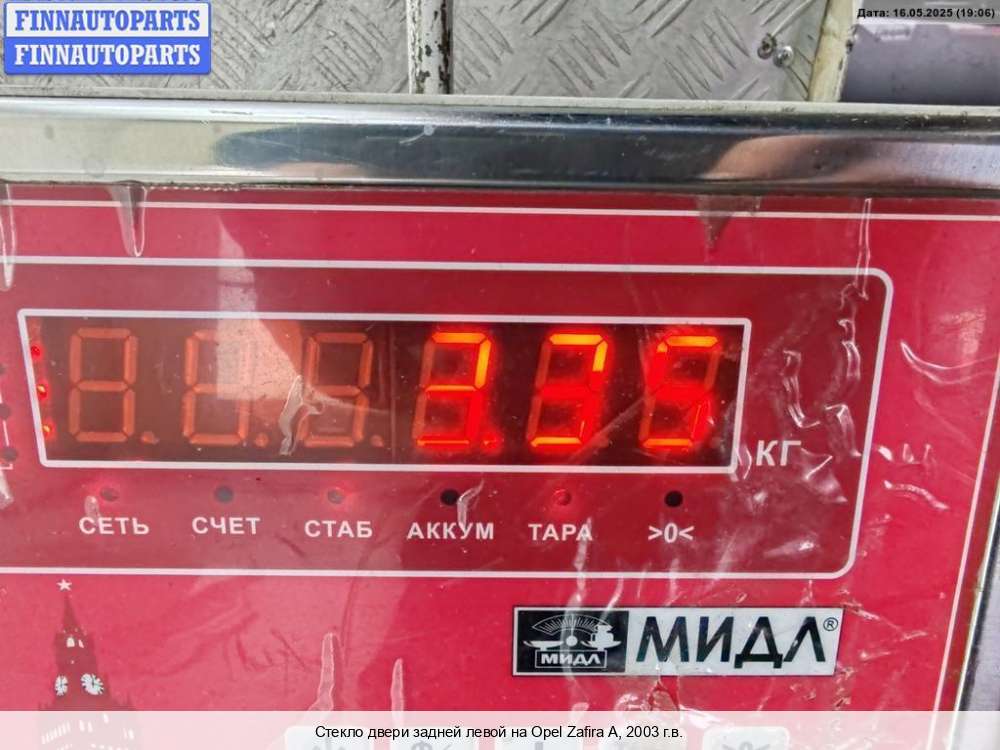 FINNAUTOPARTS
FINNAUTOPARTS
Дата: 16.05.2025 (19:06)
3.35
КГ
СЕТЬ СЧЕТ СТАБ АККУМ ТАРА >0<
МИДЛ
МИДЛ®
Стекло двери задней левой на Opel Zafira A, 2003 г.в.